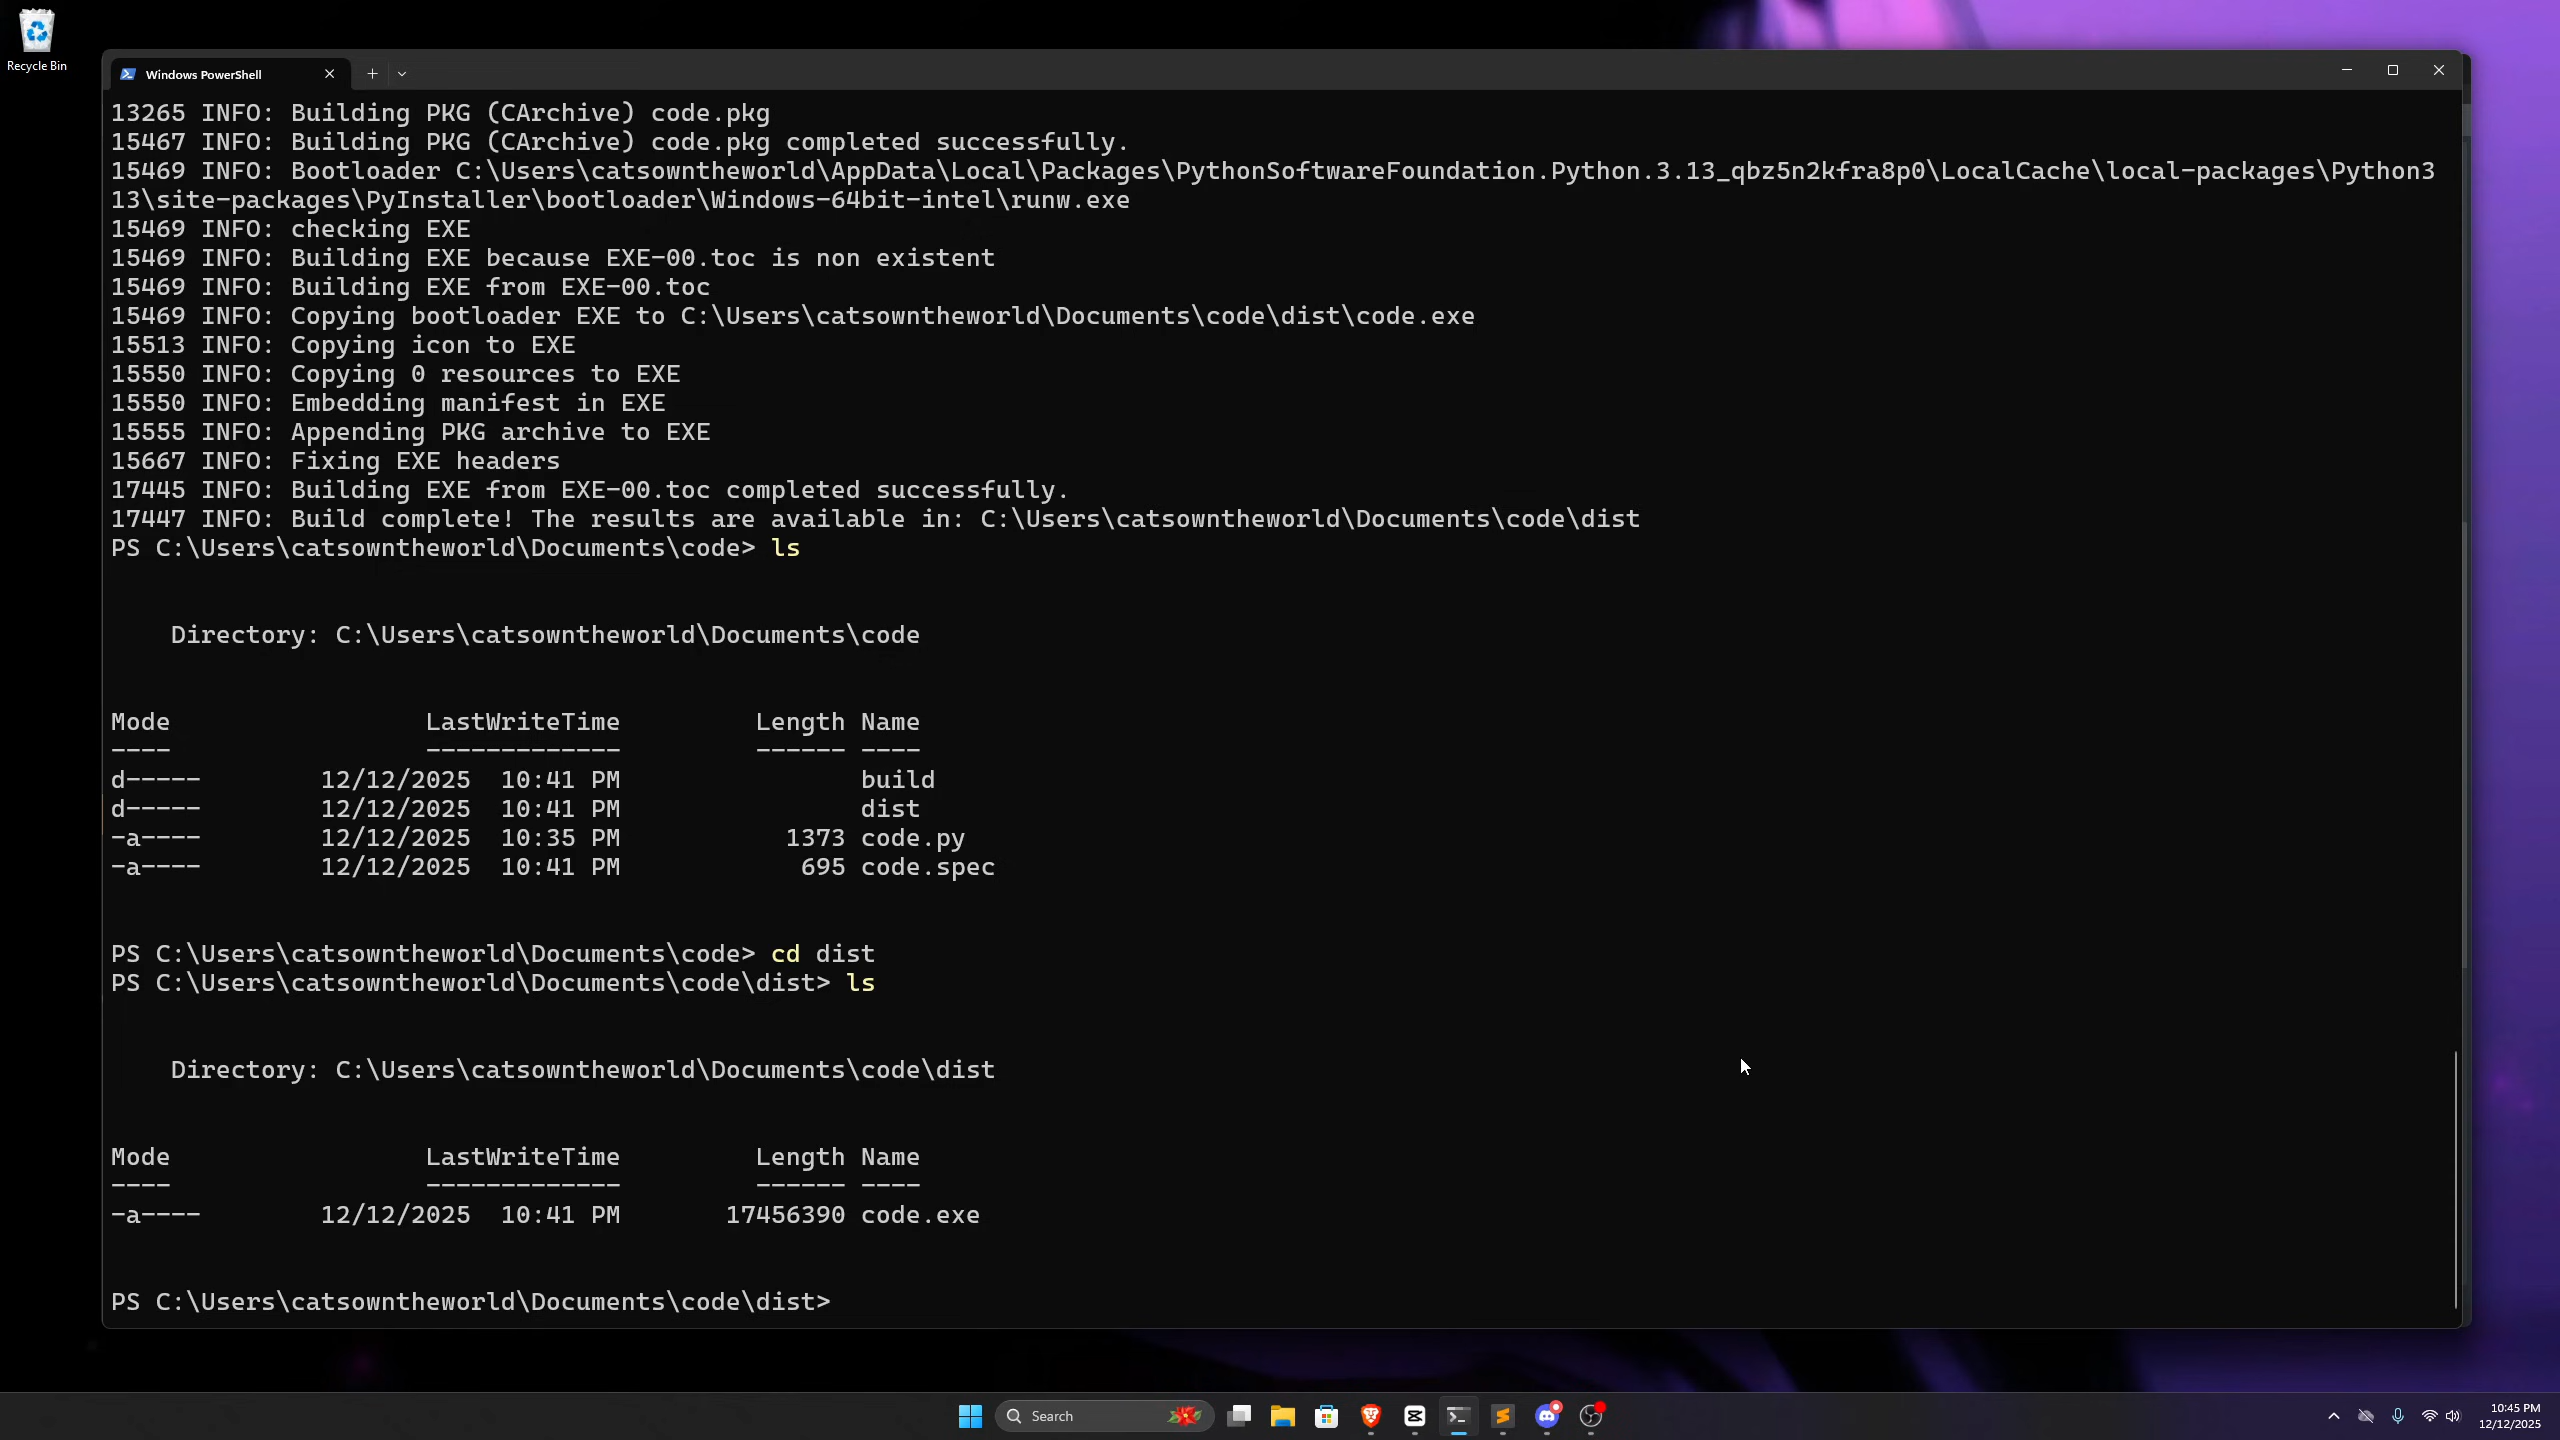 Recycle Bin
Windows PowerShell
13265 INFO: Building PKG (CArchive) code.pkg
15467 INFO: Building PKG (CArchive) code.pkg completed successfully.
15469 INFO: Bootloader C:\Users\catsowntheworld\AppData\Local\Packages\PythonSoftwareFoundation.Python.3.13_qbz5n2kfra8p0\LocalCache\local-packages\Python3
13\site-packages\PyInstaller\bootloader\Windows-64bit-intel\runw.exe
15469 INFO: checking EXE
15469 INFO: Building EXE because EXE-00.toc is non existent
15469 INFO: Building EXE from EXE-00.toc
15469 INFO: Copying bootloader EXE to C:\Users\catsowntheworld\Documents\code\dist\code.exe
15513 INFO: Copying icon to EXE
15550 INFO: Copying 0 resources to EXE
15550 INFO: Embedding manifest in EXE
15555 INFO: Appending PKG archive to EXE
15667 INFO: Fixing EXE headers
17445 INFO: Building EXE from EXE-00.toc completed successfully.
17447 INFO: Build complete! The results are available in: C:\Users\catsowntheworld\Documents\code\dist
PS C:\Users\catsowntheworld\Documents\code> ls
    Directory: C:\Users\catsowntheworld\Documents\code
Mode                 LastWriteTime         Length Name
----                 -------------         ------ ----
d-----        12/12/2025  10:41 PM                build
d-----        12/12/2025  10:41 PM                dist
-a----        12/12/2025  10:35 PM           1373 code.py
-a----        12/12/2025  10:41 PM            695 code.spec
PS C:\Users\catsowntheworld\Documents\code> cd dist
PS C:\Users\catsowntheworld\Documents\code\dist> ls
    Directory: C:\Users\catsowntheworld\Documents\code\dist
Mode                 LastWriteTime         Length Name
----                 -------------         ------ ----
-a----        12/12/2025  10:41 PM       17456390 code.exe
PS C:\Users\catsowntheworld\Documents\code\dist>
Search
10:45 PM
12/12/2025